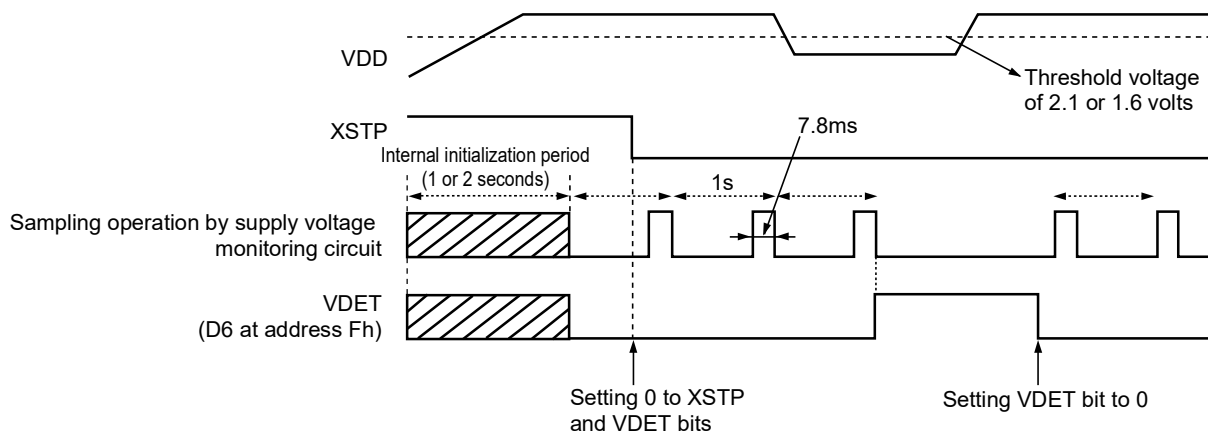 VDD
Threshold voltage
of 2.1 or 1.6 volts
XSTP
7.8ms
Internal initialization period
(1 or 2 seconds)
1s
Sampling operation by supply voltage
monitoring circuit
VDET
(D6 at address Fh)
Setting 0 to XSTP
and VDET bits
Setting VDET bit to 0